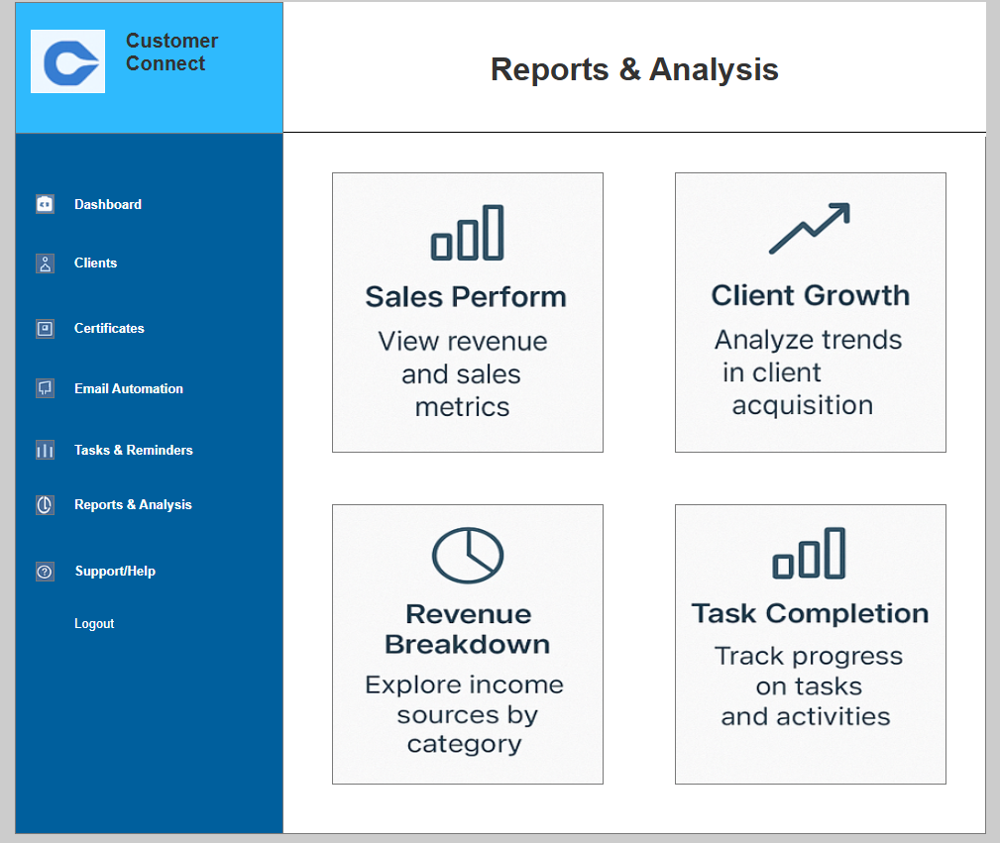 Customer
Connect
Reports & Analysis
Dashboard
Clients
Certificates
Email Automation
Tasks & Reminders
Reports & Analysis
Support/Help
Logout
Sales Perform
View revenue
and sales
metrics
Client Growth
Analyze trends
in client
acquisition
Revenue
Breakdown
Explore income
sources by
category
Task Completion
Track progress
on tasks
and activities